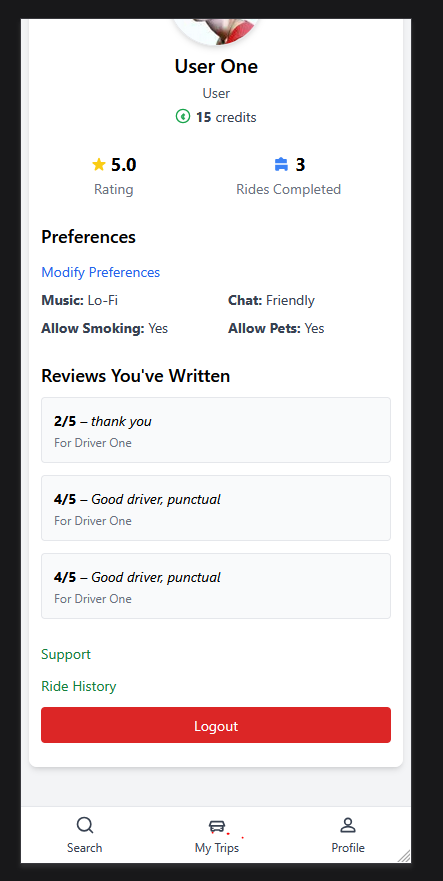 User One
User
15 credits
5.0
Rating
3
Rides Completed
Preferences
Modify Preferences
Music: Lo-Fi
Chat: Friendly
Allow Smoking: Yes
Allow Pets: Yes
Reviews You've Written
2/5 – thank you
For Driver One
4/5 – Good driver, punctual
For Driver One
4/5 – Good driver, punctual
For Driver One
Support
Ride History
Logout
Search
My Trips
Profile